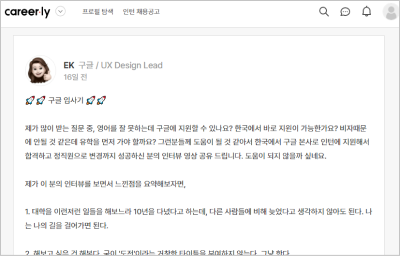 careerly
프로필 탐색 인턴 채용공고
EK 구글 / UX Design Lead
16일 전
🚀🚀 구글 입사기 🚀🚀
제가 많이 받는 질문 중, 영어를 잘 못하는데 구글에 지원할 수 있나요? 한국에서 바로 지원이 가능한가요? 비자때문
에 안될 것 같은데 유학을 먼저 가야 할까요? 그런분들께 도움이 될 것 같아서 한국에서 구글 본사로 인턴에 지원해서
합격하고 정직원으로 변경까지 성공하신 분의 인터뷰 영상 공유 드립니다. 도움이 되지 않을까 싶네요.
제가 이 분의 인터뷰를 보면서 느낀점을 요약해보자면,
1. 대학을 이런저런 일들을 해보느라 10년을 다녔다고 하는데, 다른 사람들에 비해 늦었다고 생각하지 않아도 된다. 나
는 나의 길을 걸어가면 된다.
2. 해보고 싶은 건 해본다. 굳이 '도전'이라는 거창한 타이틀을 부여하지 않는다. 그냥 한다.